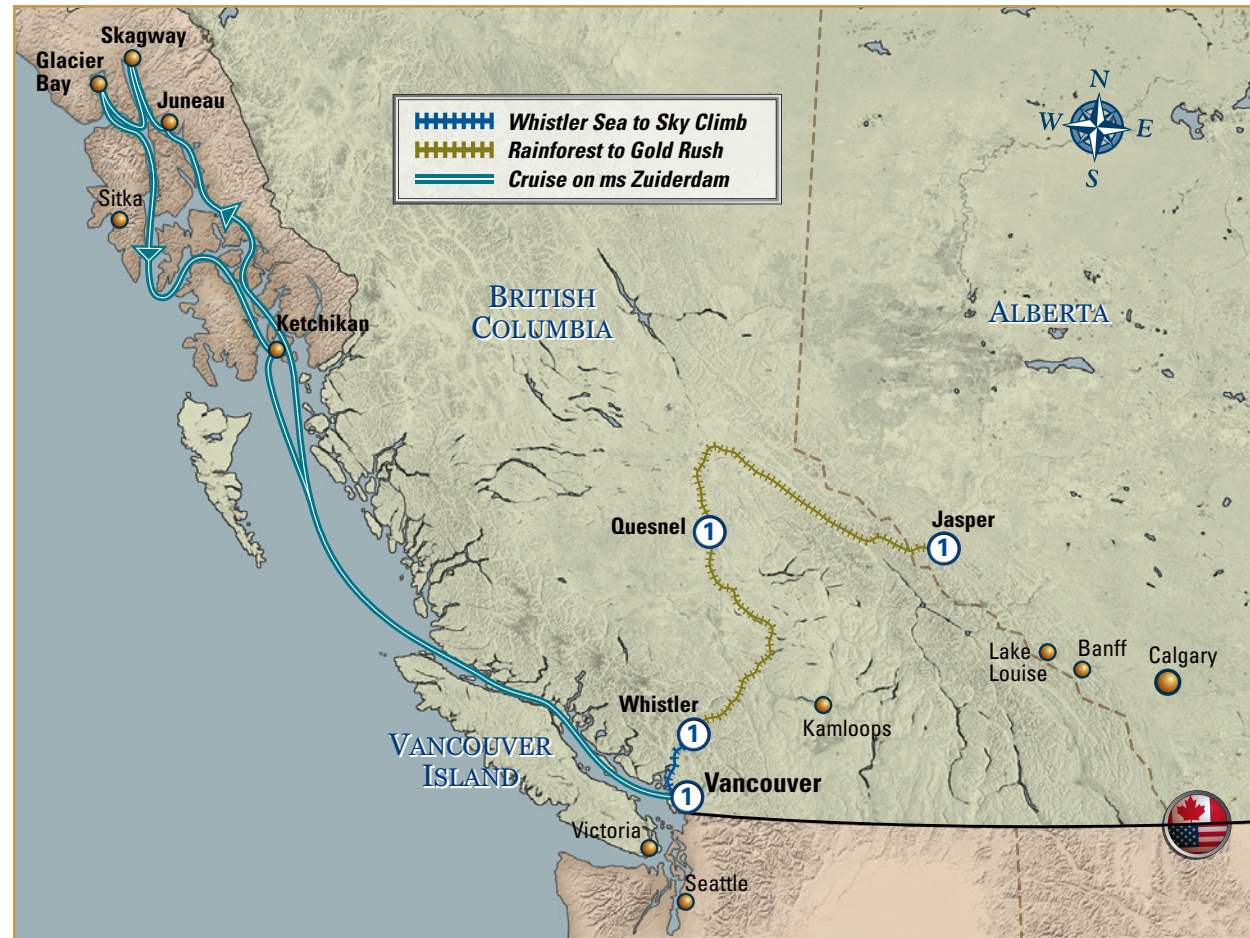 Skagway
Glacier
Bay
Juneau
Sitka
Ketchikan
Whistler Sea to Sky Climb
Rainforest to Gold Rush
Cruise on ms Zuiderdam
N
W
E
S
BRITISH
COLUMBIA
ALBERTA
Quesnel
1
Jasper
1
Lake
Louise
Banff
Calgary
Kamloops
Whistler
1
VANCOUVER
ISLAND
Vancouver
1
Victoria
Seattle